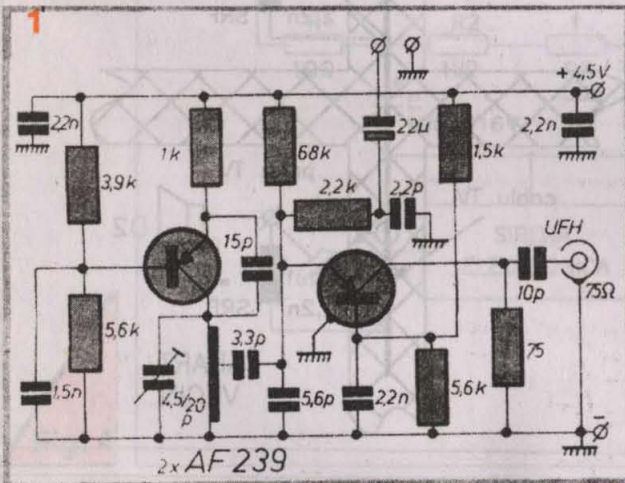 1
+ 4,5V
2,2n
3,9k
1k
68k
22µ
1,5k
2,2n
2,2k
2,2p
15p
UFH
10p
75Ω
5,6k
3,3p
1,5n
4,5/20
p
5,6p
2,2n
5,6k
75
-
2x AF 239